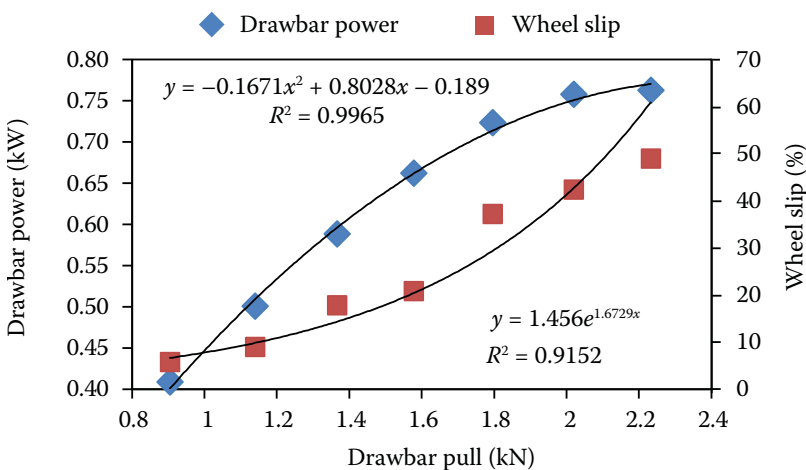 Drawbar power Wheel slip
0.80
0.75
0.70
0.65
0.60
0.55
0.50
0.45
0.40
Drawbar power (kW)
y = −0.1671x² + 0.8028x − 0.189
R² = 0.9965
y = 1.456e^1.6729x
R² = 0.9152
70
60
50
40
30
20
10
0
Wheel slip (%)
0.8 1 1.2 1.4 1.6 1.8 2 2.2 2.4
Drawbar pull (kN)